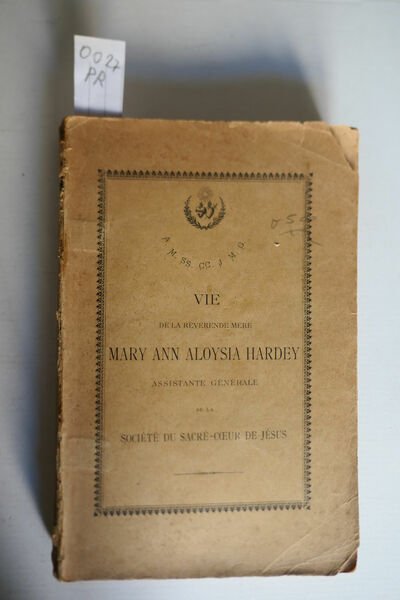 0027
PR
A. M. SS. CC. J. M. D.
VIE
DE LA RÉVÉRENDE MÈRE
MARY ANN ALOYSIA HARDEY
ASSISTANTE GÉNÉRALE
DE LA
SOCIÉTÉ DU SACRÉ-CŒUR DE JÉSUS